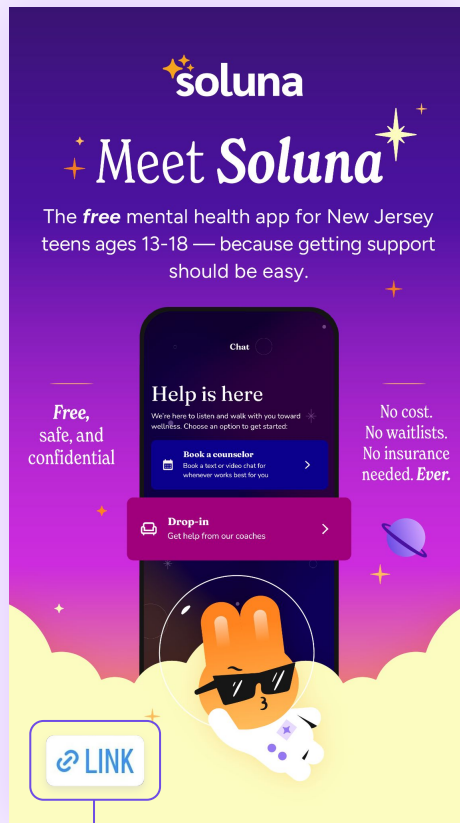 soluna
Meet Soluna
The free mental health app for New Jersey
teens ages 13-18 — because getting support
should be easy.
Chat
Help is here
We're here to listen and walk with you toward
wellness. Choose an option to get started:
Book a counselor
Book a text or video chat for
whenever works best for you
Drop-in
Get help from our coaches
Free,
safe, and
confidential
No cost.
No waitlists.
No insurance
needed. Ever.
LINK